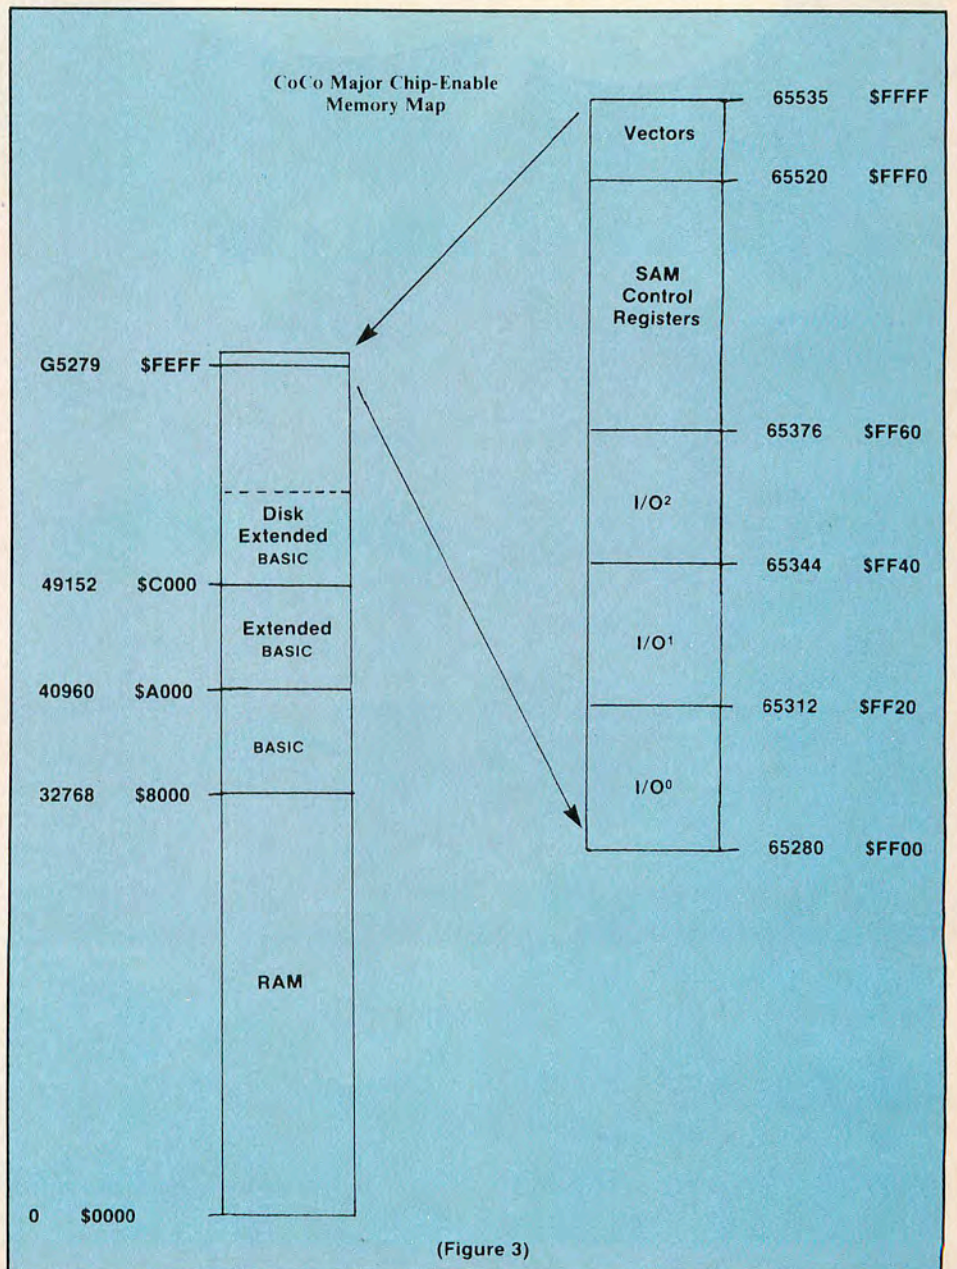 CoCo Major Chip-Enable
Memory Map
65535 $FFFF
Vectors
65520 $FFF0
SAM
Control
Registers
G5279 $FEFF
65376 $FF60
I/O²
Disk
Extended
BASIC
49152 $C000
65344 $FF40
Extended
BASIC
I/O¹
40960 $A000
65312 $FF20
BASIC
I/O⁰
32768 $8000
65280 $FF00
RAM
0 $0000
(Figure 3)